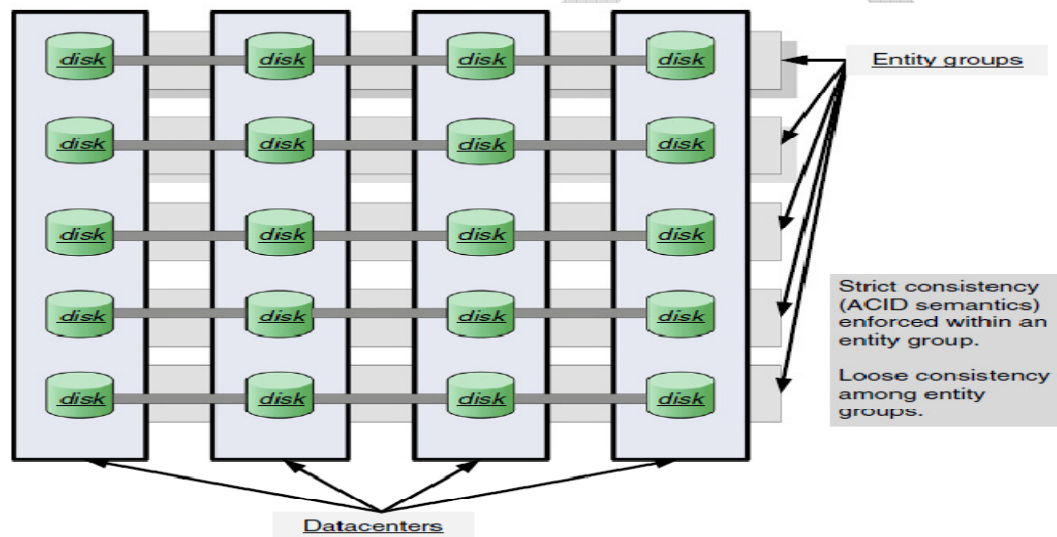 disk disk disk disk
Entity groups
disk disk disk disk
disk disk disk disk
Strict consistency
(ACID semantics)
enforced within an
entity group.
Loose consistency
among entity
groups.
disk disk disk disk
disk disk disk disk
Datacenters